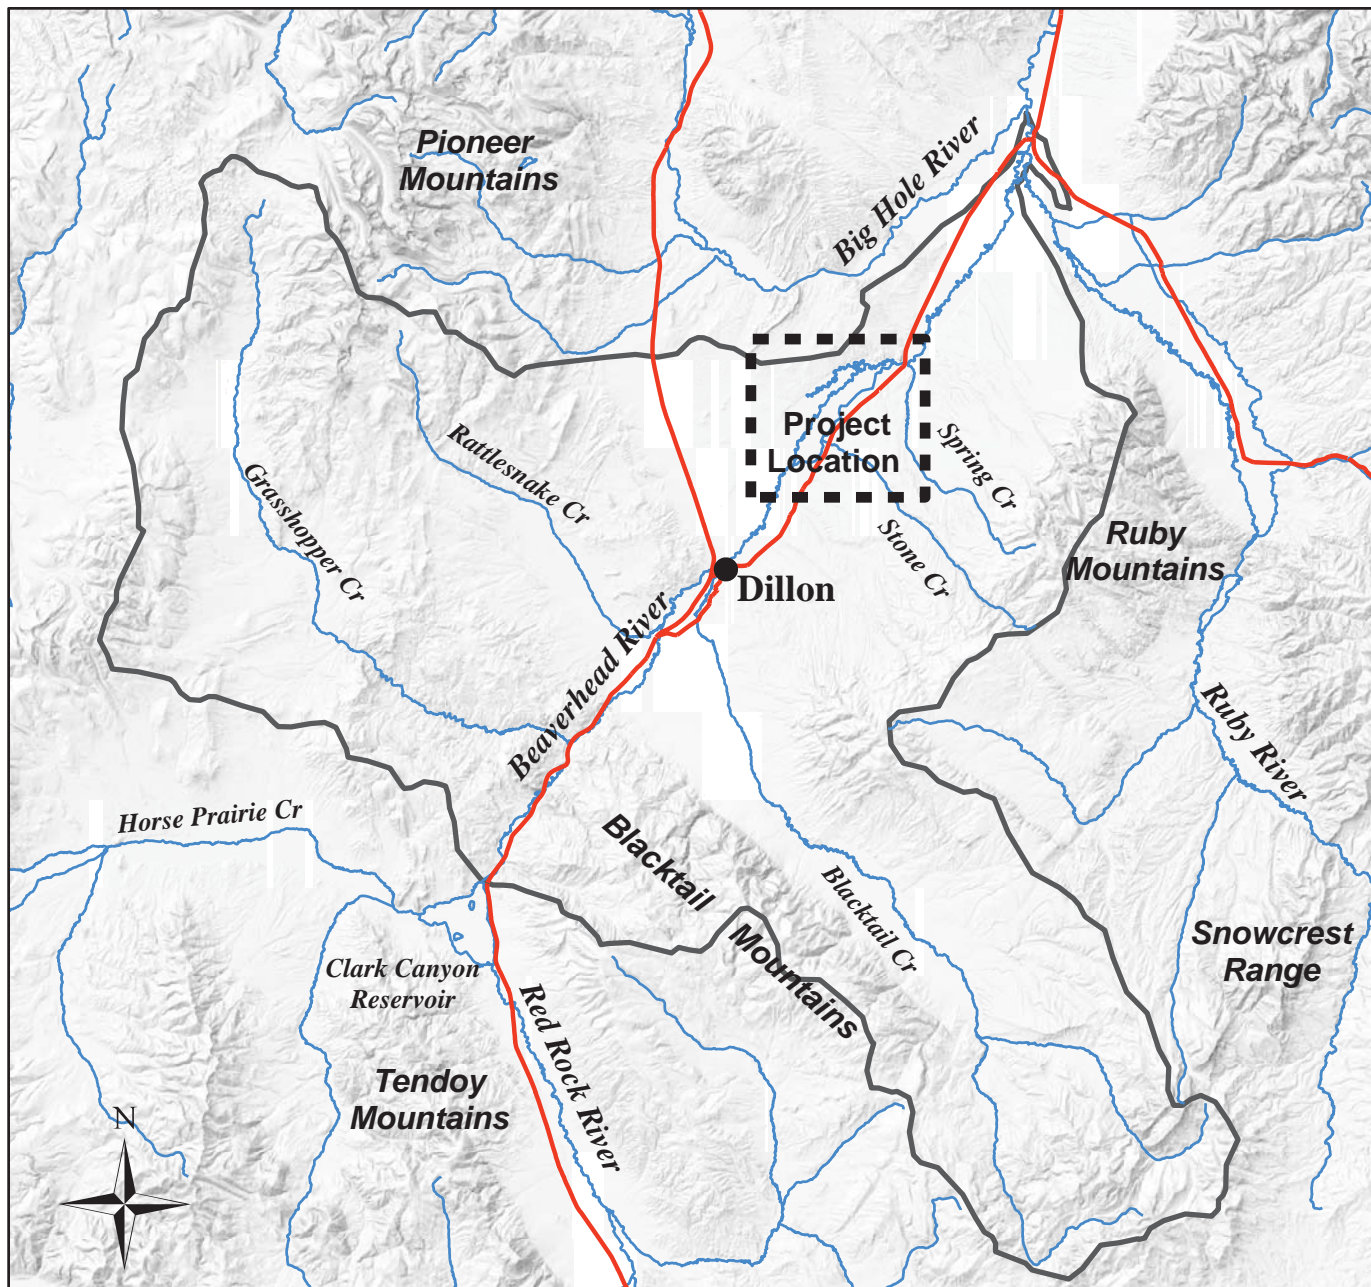 Pioneer
Mountains
Big Hole River
Project
Location
Spring Cr
Rattlesnake Cr
Grasshopper Cr
Stone Cr
Ruby
Mountains
Dillon
Beaverhead River
Ruby River
Horse Prairie Cr
Blacktail
Mountains
Blacktail Cr
Snowcrest
Range
Clark Canyon
Reservoir
Red Rock River
Tendoy
Mountains
N